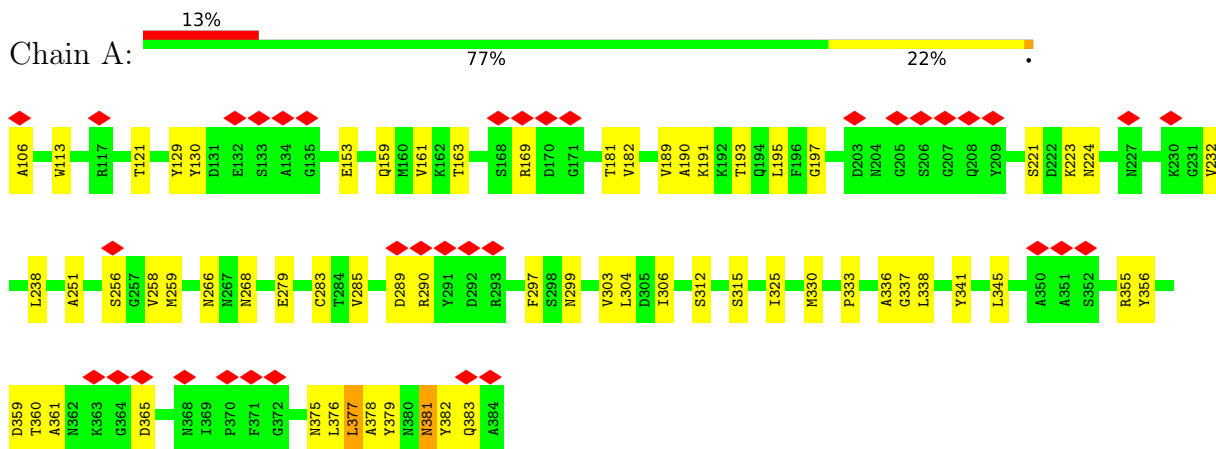 13%
Chain A:
77% 22% •
A106 W113 R117 T121 Y129 Y130 D131 E132 S133 A134 G135 E153 Q159 M160 V161 K162 T163 S168 R169 D170 G171 T181 V182 V189 A190 K191 K192 T193 Q194 L195 F196 G197 D203 N204 G205 S206 G207 Q208 Y209 S221 D222 K223 N224 N227 K230 G231 V232
L238 A251 S256 G257 V258 M259 N266 N267 N268 E279 C283 T284 V285 D289 R290 Y291 D292 R293 F297 S298 N299 V303 L304 D305 I306 S312 S315 I325 N330 P333 A336 G337 L338 Y341 L345 A350 A351 S352 R355 Y356
D359 T360 A361 N362 K363 G364 D365 N368 I369 P370 F371 G372 N375 L376 L377 A378 Y379 N380 N381 Y382 Q383 A384